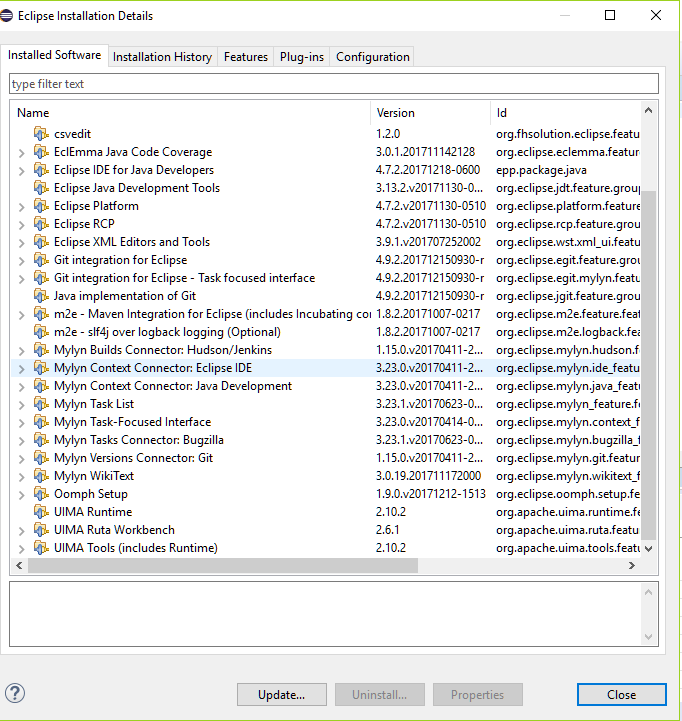 Eclipse Installation Details
Installed Software Installation History Features Plug-ins Configuration
type filter text
Name Version Id
csvedit 1.2.0 org.fhsolution.eclipse.featu
EclEmma Java Code Coverage 3.0.1.201711142128 org.eclipse.eclemma.featur
Eclipse IDE for Java Developers 4.7.2.20171218-0600 epp.package.java
Eclipse Java Development Tools 3.13.2.v20171130-0... org.eclipse.jdt.feature.group
Eclipse Platform 4.7.2.v20171130-0510 org.eclipse.platform.feature
Eclipse RCP 4.7.2.v20171130-0510 org.eclipse.rcp.feature.grou
Eclipse XML Editors and Tools 3.9.1.v201707252002 org.eclipse.wst.xml_ui.featu
Git integration for Eclipse 4.9.2.201712150930-r org.eclipse.egit.feature.grou
Git integration for Eclipse - Task focused interface 4.9.2.201712150930-r org.eclipse.egit.mylyn.featu
Java implementation of Git 4.9.2.201712150930-r org.eclipse.jgit.feature.grou
m2e - Maven Integration for Eclipse (includes Incubating cor 1.8.2.20171007-0217 org.eclipse.m2e.feature.feat
m2e - slf4j over logback logging (Optional) 1.8.2.20171007-0217 org.eclipse.m2e.logback.fea
Mylyn Builds Connector: Hudson/Jenkins 1.15.0.v20170411-2... org.eclipse.mylyn.hudson.f
Mylyn Context Connector: Eclipse IDE 3.23.0.v20170411-2... org.eclipse.mylyn.ide_featu
Mylyn Context Connector: Java Development 3.23.0.v20170411-2... org.eclipse.mylyn.java_feat
Mylyn Task List 3.23.1.v20170623-0... org.eclipse.mylyn_feature.fe
Mylyn Task-Focused Interface 3.23.0.v20170414-0... org.eclipse.mylyn.context_f
Mylyn Tasks Connector: Bugzilla 3.23.1.v20170623-0... org.eclipse.mylyn.bugzilla_f
Mylyn Versions Connector: Git 1.15.0.v20170411-2... org.eclipse.mylyn.git.featur
Mylyn WikiText 3.0.19.201711172000 org.eclipse.mylyn.wikitext_f
Oomph Setup 1.9.0.v20171212-1513 org.eclipse.oomph.setup.fe
UIMA Runtime 2.10.2 org.apache.uima.runtime.fe
UIMA Ruta Workbench 2.6.1 org.apache.uima.ruta.featur
UIMA Tools (includes Runtime) 2.10.2 org.apache.uima.tools.featu
? Update... Uninstall... Properties Close